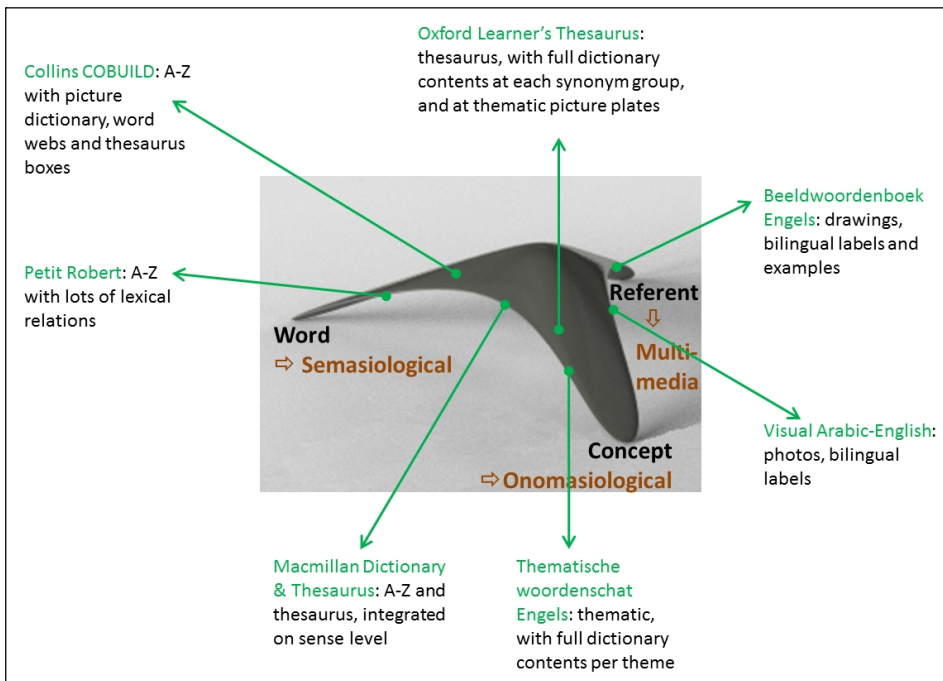 Oxford Learner's Thesaurus:
thesaurus, with full dictionary
contents at each synonym group,
and at thematic picture plates
Collins COBUILD: A-Z
with picture
dictionary, word
webs and thesaurus
boxes
Beeldwoordenboek
Engels: drawings,
bilingual labels and
examples
Petit Robert: A-Z
with lots of lexical
relations
Word
⇨ Semasiological
Referent
⇩
Multi-
media
Concept
⇨Onomasiological
Visual Arabic-English:
photos, bilingual
labels
Macmillan Dictionary
& Thesaurus: A-Z and
thesaurus, integrated
on sense level
Thematische
woordenschat
Engels: thematic,
with full dictionary
contents per theme